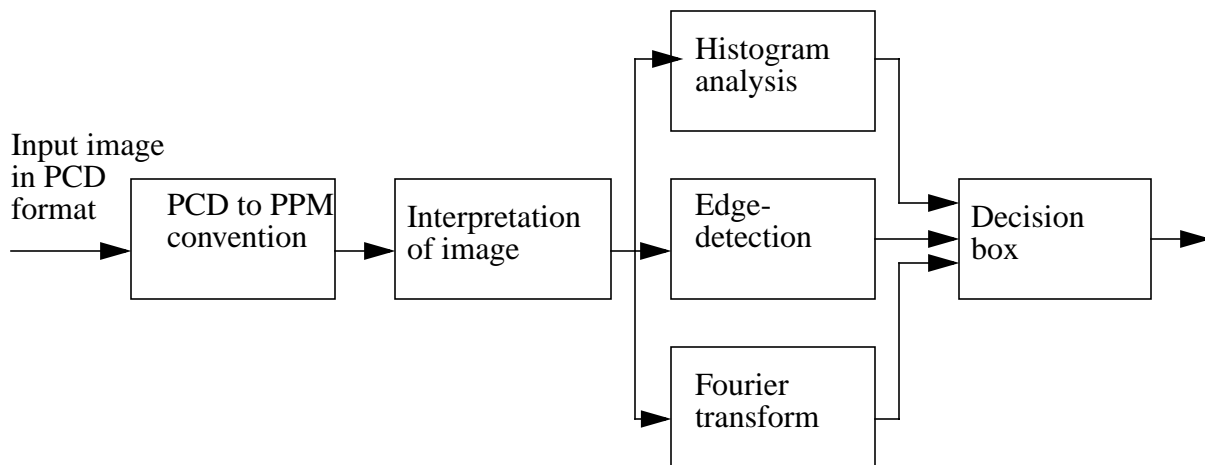 Input image
in PCD
format
PCD to PPM
convention
Interpretation
of image
Histogram
analysis
Edge-
detection
Fourier
transform
Decision
box